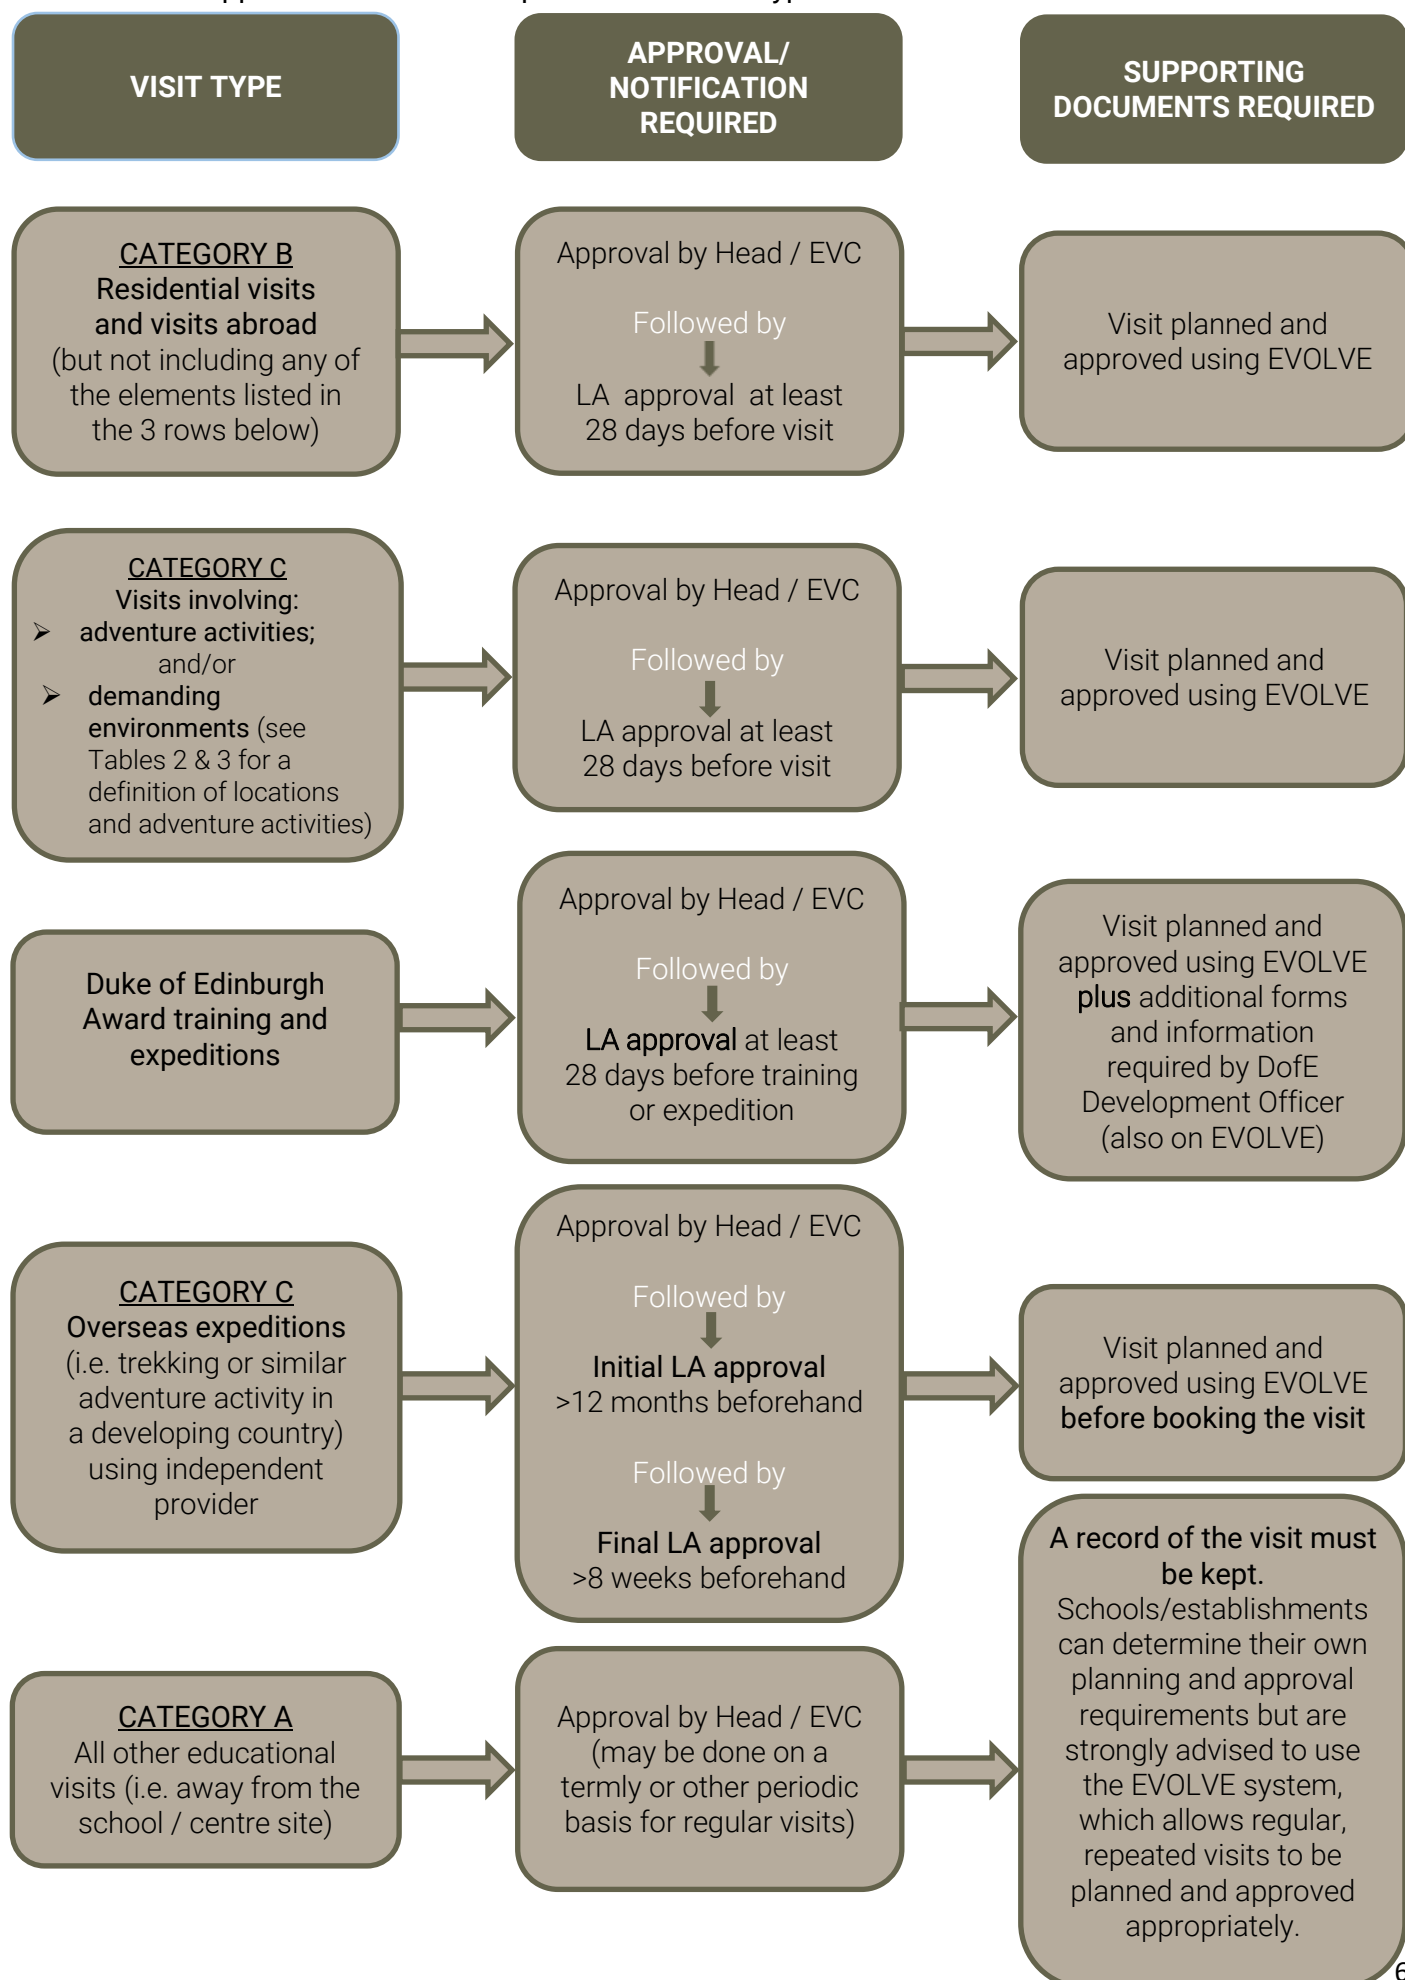 VISIT TYPE
APPROVAL/
NOTIFICATION
REQUIRED
SUPPORTING
DOCUMENTS REQUIRED
CATEGORY B
Residential visits
and visits abroad
(but not including any of
the elements listed in
the 3 rows below)
Approval by Head / EVC
Followed by
LA approval at least
28 days before visit
Visit planned and
approved using EVOLVE
CATEGORY C
Visits involving:
➢ adventure activities;
and/or
➢ demanding
environments (see
Tables 2 & 3 for a
definition of locations
and adventure activities)
Approval by Head / EVC
Followed by
LA approval at least
28 days before visit
Visit planned and
approved using EVOLVE
Duke of Edinburgh
Award training and
expeditions
Approval by Head / EVC
Followed by
LA approval at least
28 days before training
or expedition
Visit planned and
approved using EVOLVE
plus additional forms
and information
required by DofE
Development Officer
(also on EVOLVE)
CATEGORY C
Overseas expeditions
(i.e. trekking or similar
adventure activity in
a developing country)
using independent
provider
Approval by Head / EVC
Followed by
Initial LA approval
>12 months beforehand
Followed by
Final LA approval
>8 weeks beforehand
Visit planned and
approved using EVOLVE
before booking the visit
CATEGORY A
All other educational
visits (i.e. away from the
school / centre site)
Approval by Head / EVC
(may be done on a
termly or other periodic
basis for regular visits)
A record of the visit must
be kept.
Schools/establishments
can determine their own
planning and approval
requirements but are
strongly advised to use
the EVOLVE system,
which allows regular,
repeated visits to be
planned and approved
appropriately.
6